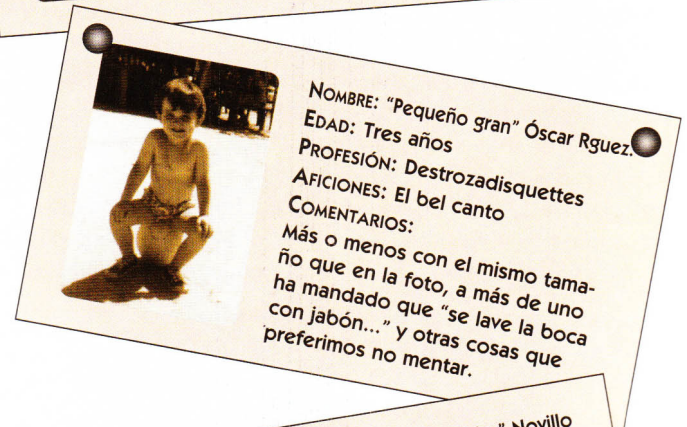 NOMBRE: "Pequeño gran" Óscar Rguez.
EDAD: Tres años
PROFESIÓN: Destrozadisquettes
AFICIONES: El bel canto
COMENTARIOS:
Más o menos con el mismo tama-
ño que en la foto, a más de uno
ha mandado que "se lave la boca
con jabón..." y otras cosas que
preferimos no mentar.
" Novillo